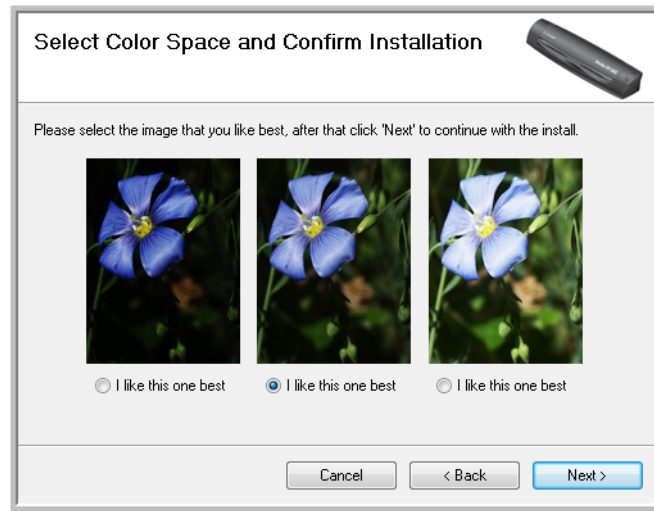 Select Color Space and Confirm Installation
Please select the image that you like best, after that click 'Next' to continue with the install.
I like this one best
I like this one best
I like this one best
Cancel
< Back
Next >